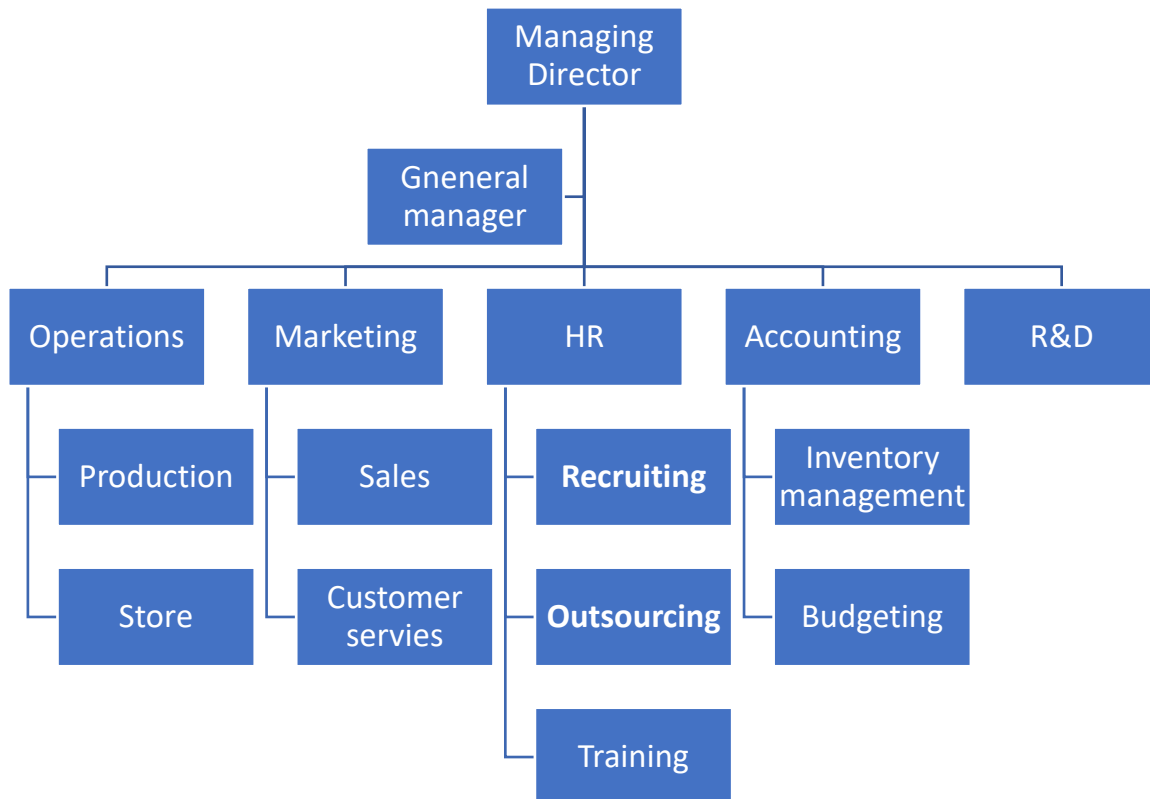 Managing
Director
Gneneral
manager
Operations
Marketing
HR
Accounting
R&D
Production
Sales
Recruiting
Inventory
management
Store
Customer
servies
Outsourcing
Budgeting
Training